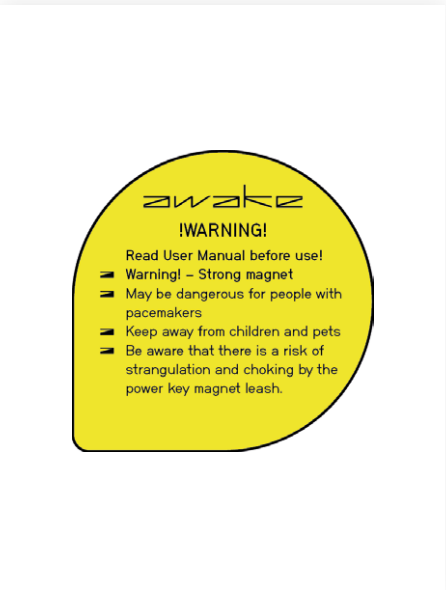 awake
!WARNING!
Read User Manual before use!
Warning! – Strong magnet
May be dangerous for people with
pacemakers
Keep away from children and pets
Be aware that there is a risk of
strangulation and choking by the
power key magnet leash.